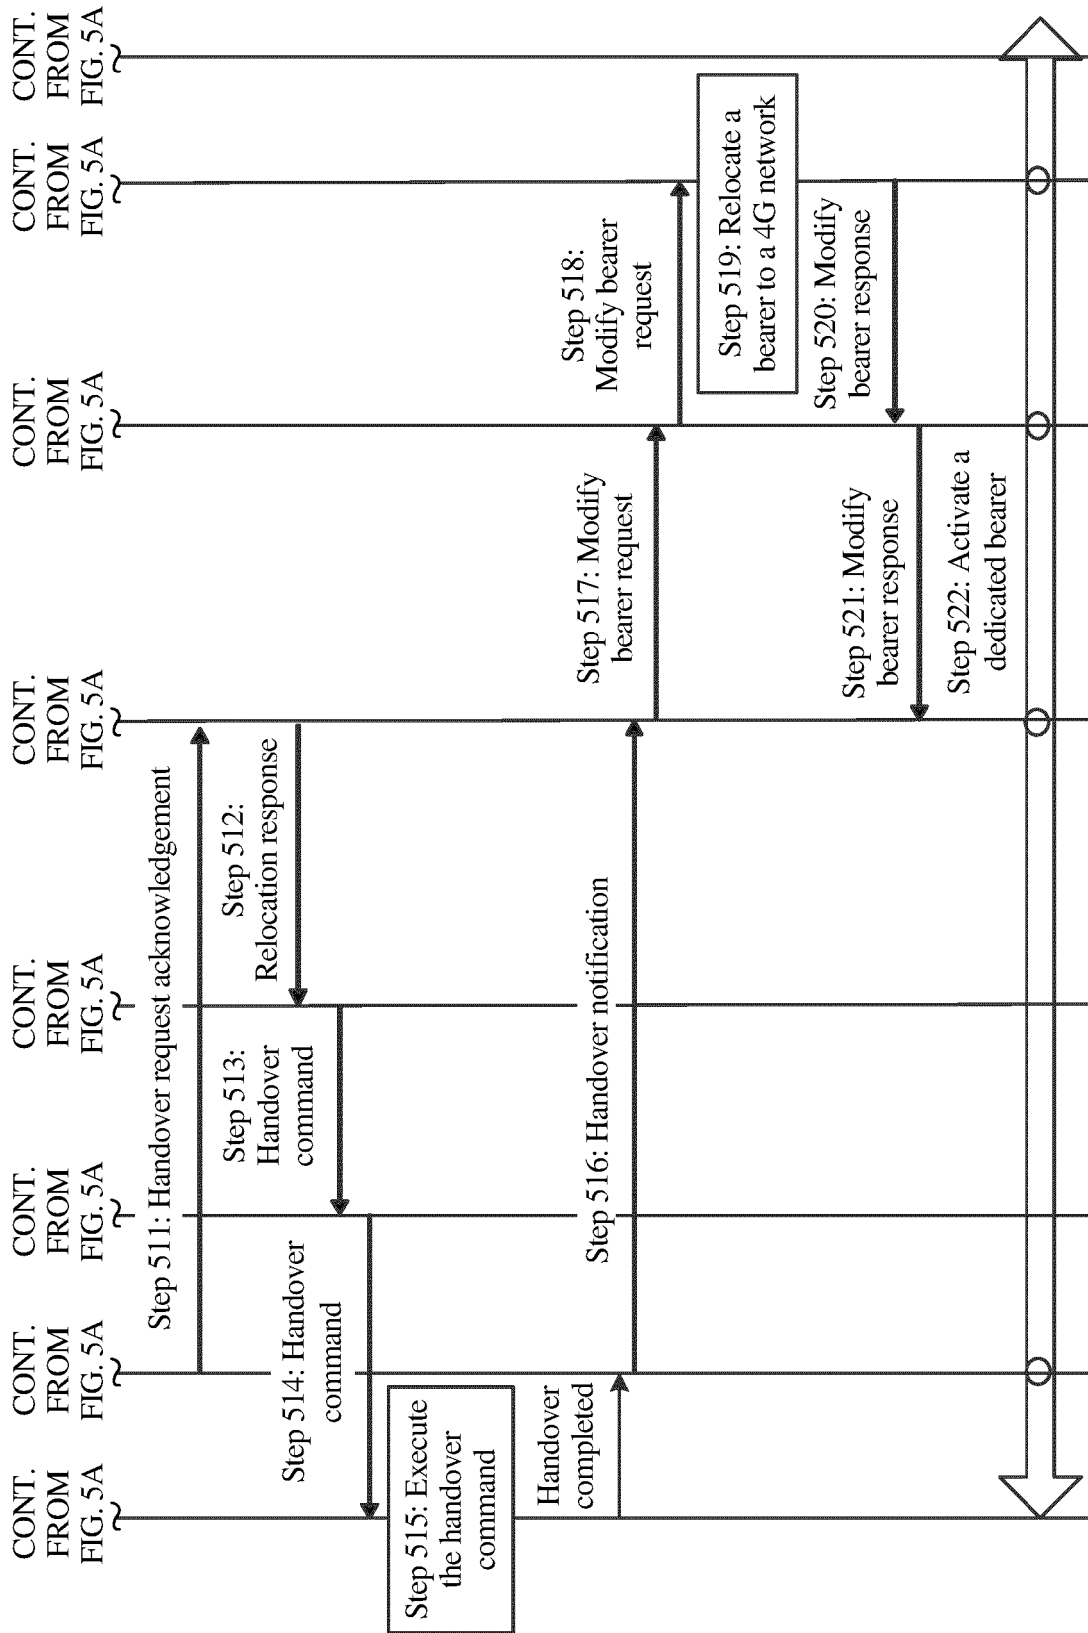 CONT.
FROM
FIG. 5A
CONT.
FROM
FIG. 5A
CONT.
FROM
FIG. 5A
CONT.
FROM
FIG. 5A
CONT.
FROM
FIG. 5A
CONT.
FROM
FIG. 5A
CONT.
FROM
FIG. 5A
CONT.
FROM
FIG. 5A
Step 511: Handover request acknowledgement
Step 512:
Relocation response
Step 513:
Handover
command
Step 514: Handover
command
Step 515: Execute
the handover
command
Handover
completed
Step 516: Handover notification
Step 517: Modify
bearer request
Step 518:
Modify bearer
request
Step 519: Relocate a
bearer to a 4G network
Step 520: Modify
bearer response
Step 521: Modify
bearer response
Step 522: Activate a
dedicated bearer